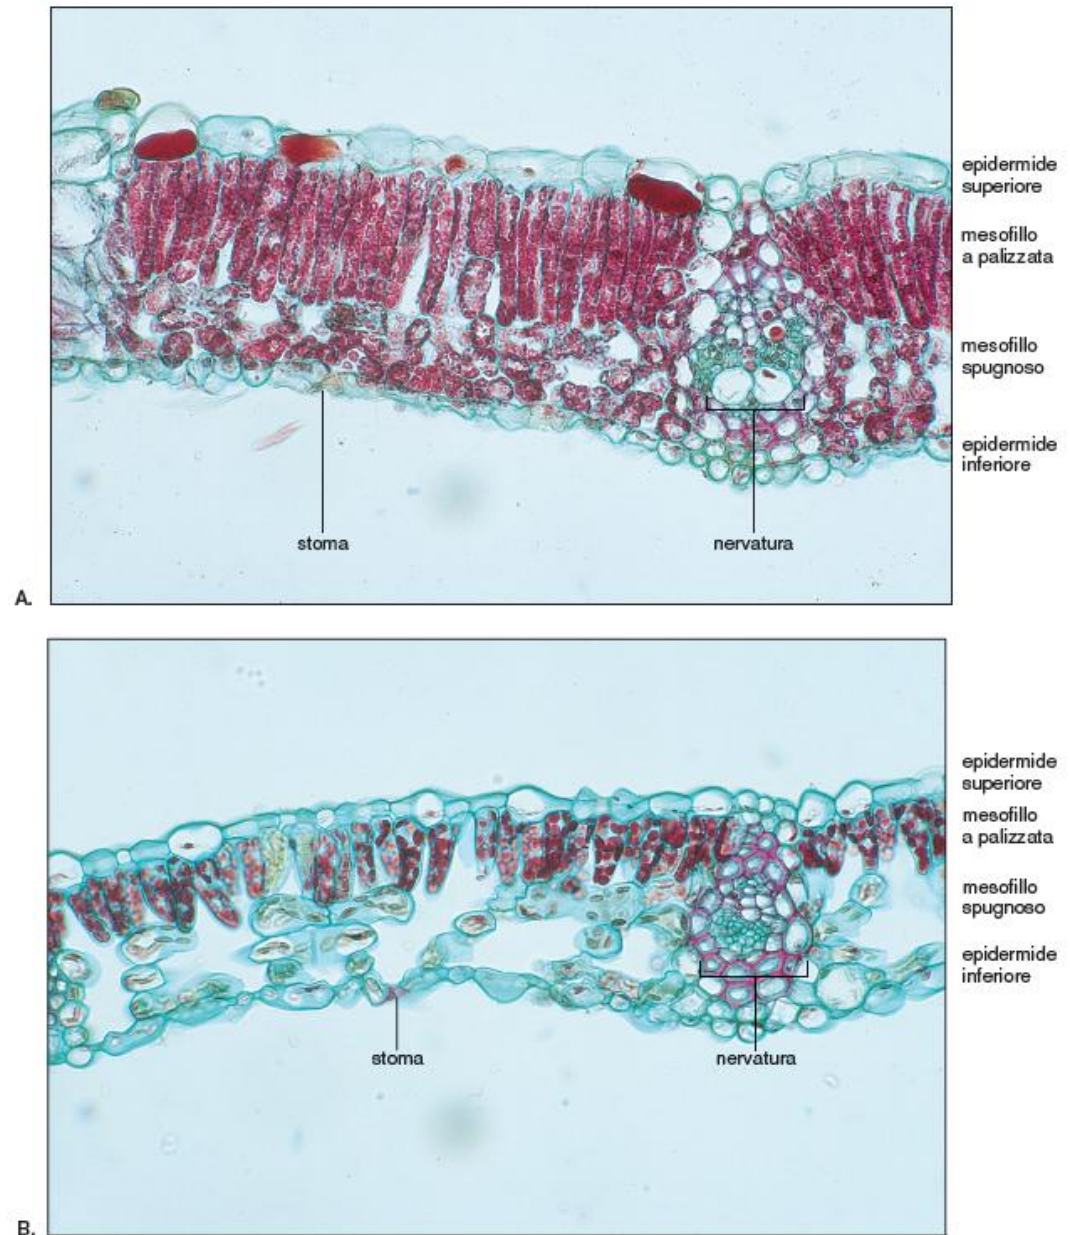 epidermide
superiore
mesofillo
a palizzata
mesofillo
spugnoso
epidermide
inferiore
stoma
nervatura
A.
epidermide
superiore
mesofillo
a palizzata
mesofillo
spugnoso
epidermide
inferiore
stoma
nervatura
B.